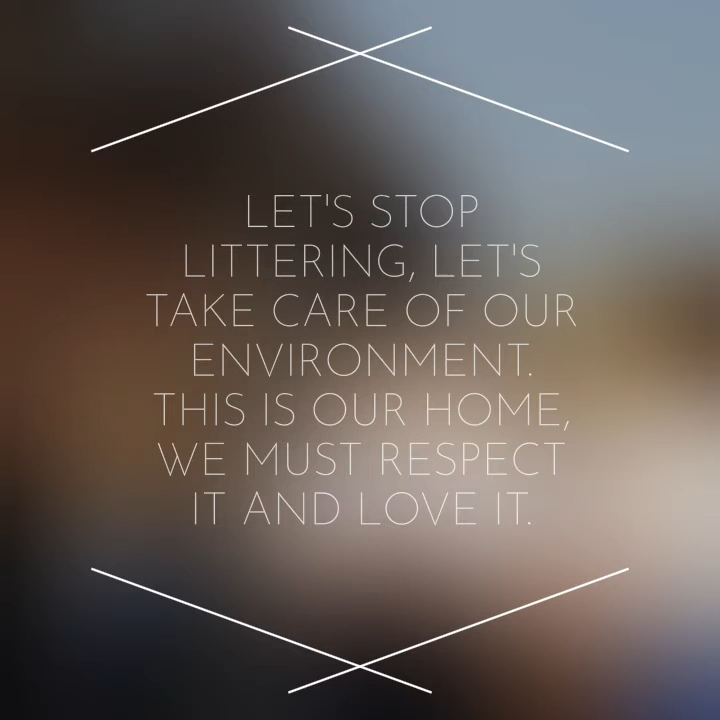 LET'S STOP
LITTERING, LET'S
TAKE CARE OF OUR
ENVIRONMENT.
THIS IS OUR HOME,
WE MUST RESPECT
IT AND LOVE IT.